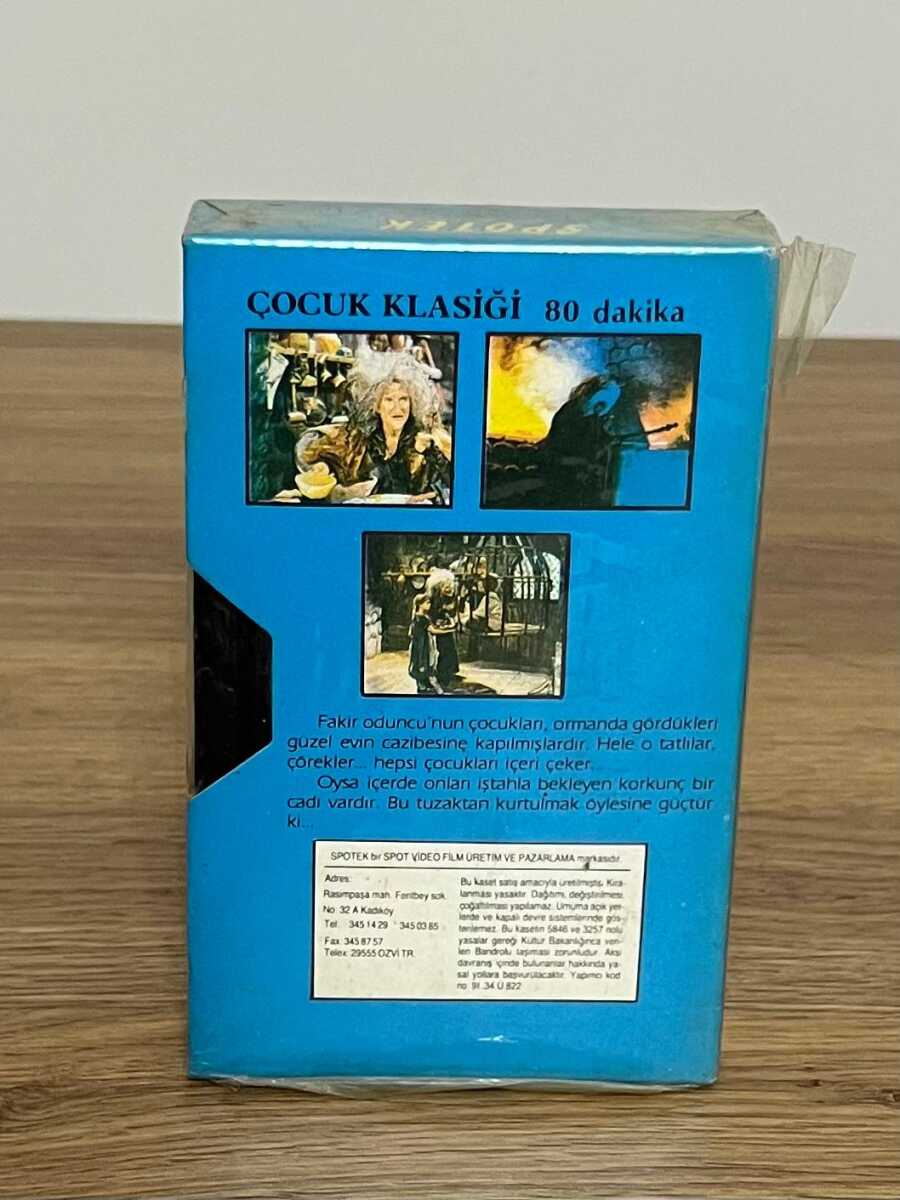 SPOTEK
ÇOCUK KLASİĞİ 80 dakika
Fakir oduncu'nun çocukları, ormanda gördükleri
güzel evin cazibesine kapılmışlardır. Hele o tatlılar,
çörekler... hepsi çocukları içeri çeker...
Oysa içerde onları iştahla bekleyen korkunç bir
cadı vardır. Bu tuzaktan kurtulmak öylesine güçtür
ki...
SPOTEK bir SPOT VİDEO FİLM ÜRETİM VE PAZARLAMA markasıdır.
Adres:
Rasimpaşa mah. Feritbey sok.
No: 32 A Kadıköy
Tel: 345 14 29 345 03 85
Fax: 345 87 57
Telex: 29555 OZVİ TR.
Bu kaset satış amacıyla üretilmiştir. Kira-
lanması yasaktır. Dağıtımı, değiştirilmesi,
çoğaltılması yapılamaz. Umuma açık yer-
lerde ve kapalı devre sistemlerinde gös-
terilemez. Bu kasetin 5846 ve 3257 nolu
yasalar gereği Kültür Bakanlığınca veri-
len Bandrolu taşıması zorunludur. Aksi
davranış içinde bulunanlar hakkında ya-
sal yollara başvurulacaktır. Yapımcı kod
no: 91.34.Ü.822